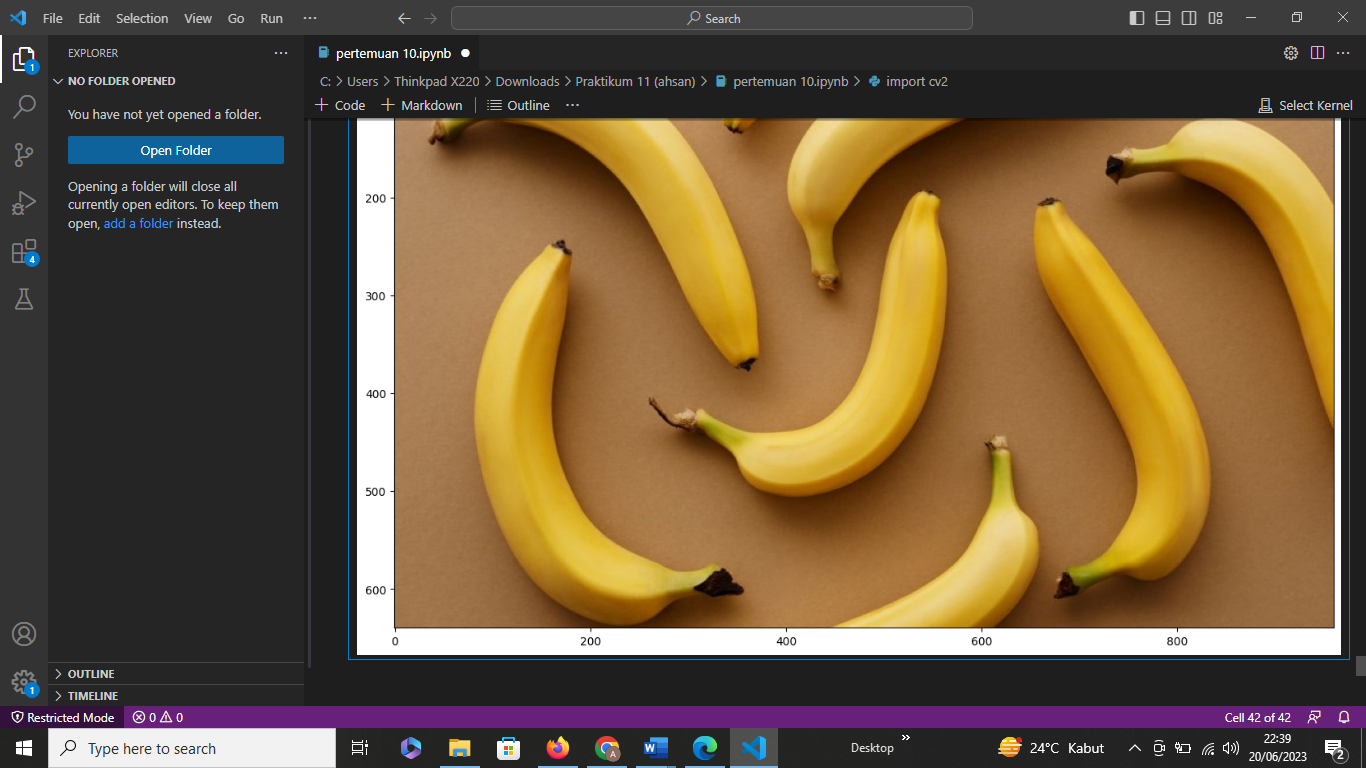 File Edit Selection View Go Run ···
Search
EXPLORER ···
pertemuan 10.ipynb
1
NO FOLDER OPENED
C: > Users > Thinkpad X220 > Downloads > Praktikum 11 (ahsan) > pertemuan 10.ipynb > import cv2
+ Code + Markdown Outline ··· Select Kernel
You have not yet opened a folder.
Open Folder
Opening a folder will close all
currently open editors. To keep them
open, add a folder instead.
4
200
300
400
500
600
0 200 400 600 800
OUTLINE
1
TIMELINE
Restricted Mode 0 0 Cell 42 of 42
Type here to search
A
W
Desktop
»
24°C Kabut
22:39
20/06/2023
2